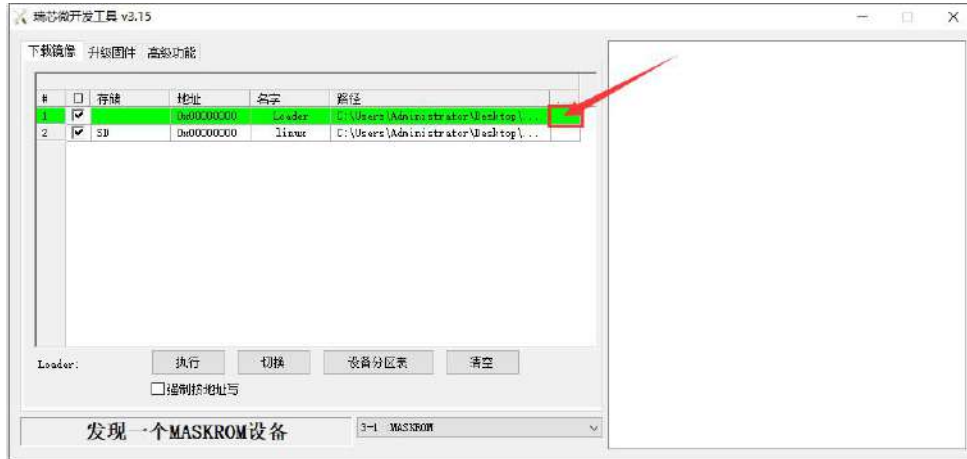 瑞芯微开发工具 v3.15
下载镜像 升级固件 高级功能
# 存储 地址 名字 路径
1 0x00000000 Loader C:\Users\Administrator\Desktop\...
2 SD 0x00000000 linux C:\Users\Administrator\Desktop\...
Loader: 执行 切换 设备分区表 清空
强制按地址写
发现一个MASKROM设备 3-1 MASKROM